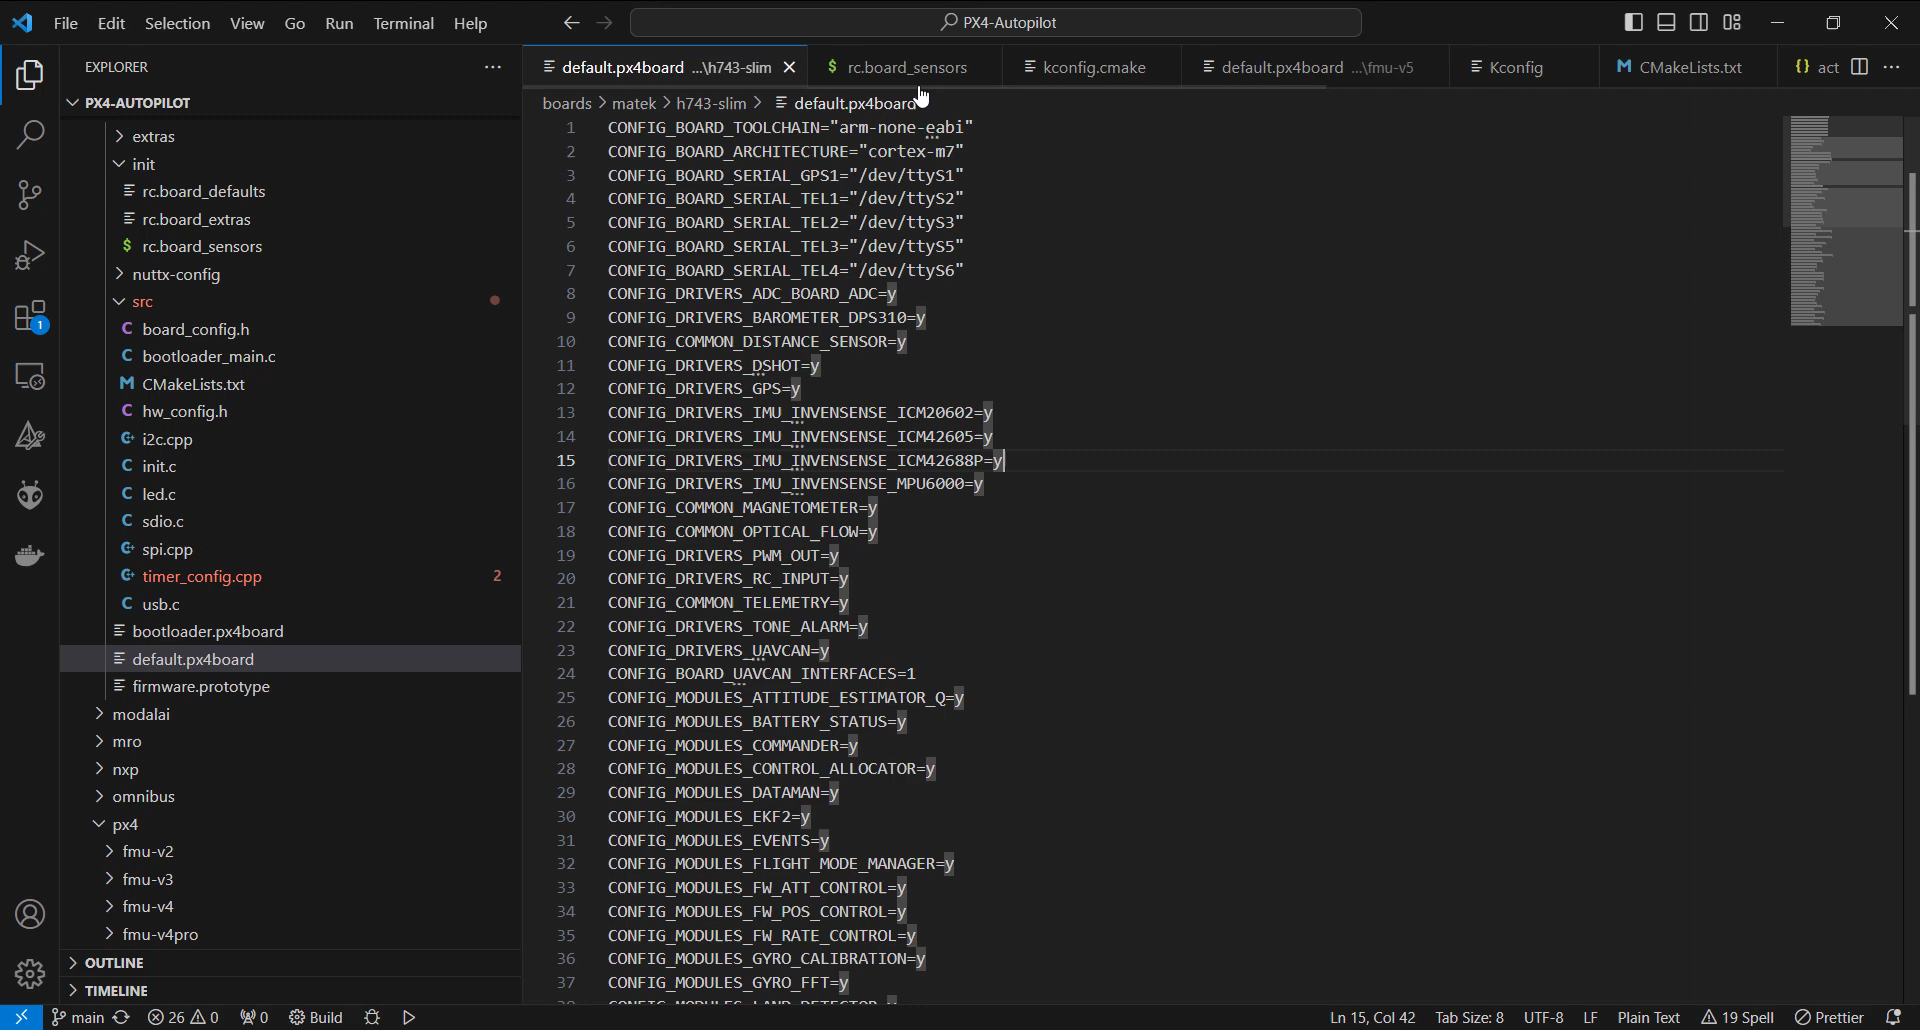 File Edit Selection View Go Run Terminal Help PX4-Autopilot
EXPLORER
PX4-AUTOPILOT
extras
init
rc.board_defaults
rc.board_extras
$ rc.board_sensors
nuttx-config
src
C board_config.h
C bootloader_main.c
M CMakeLists.txt
C hw_config.h
C+ i2c.cpp
C init.c
C led.c
C sdio.c
C+ spi.cpp
C+ timer_config.cpp 2
C usb.c
bootloader.px4board
default.px4board
firmware.prototype
modalai
mro
nxp
omnibus
px4
fmu-v2
fmu-v3
fmu-v4
fmu-v4pro
OUTLINE
TIMELINE
1
default.px4board ...\h743-slim $ rc.board_sensors kconfig.cmake default.px4board ...\fmu-v5 Kconfig M CMakeLists.txt {} act
boards > matek > h743-slim > default.px4board
1 CONFIG_BOARD_TOOLCHAIN="arm-none-eabi"
2 CONFIG_BOARD_ARCHITECTURE="cortex-m7"
3 CONFIG_BOARD_SERIAL_GPS1="/dev/ttyS1"
4 CONFIG_BOARD_SERIAL_TEL1="/dev/ttyS2"
5 CONFIG_BOARD_SERIAL_TEL2="/dev/ttyS3"
6 CONFIG_BOARD_SERIAL_TEL3="/dev/ttyS5"
7 CONFIG_BOARD_SERIAL_TEL4="/dev/ttyS6"
8 CONFIG_DRIVERS_ADC_BOARD_ADC=y
9 CONFIG_DRIVERS_BAROMETER_DPS310=y
10 CONFIG_COMMON_DISTANCE_SENSOR=y
11 CONFIG_DRIVERS_DSHOT=y
12 CONFIG_DRIVERS_GPS=y
13 CONFIG_DRIVERS_IMU_INVENSENSE_ICM20602=y
14 CONFIG_DRIVERS_IMU_INVENSENSE_ICM42605=y
15 CONFIG_DRIVERS_IMU_INVENSENSE_ICM42688P=y
16 CONFIG_DRIVERS_IMU_INVENSENSE_MPU6000=y
17 CONFIG_COMMON_MAGNETOMETER=y
18 CONFIG_COMMON_OPTICAL_FLOW=y
19 CONFIG_DRIVERS_PWM_OUT=y
20 CONFIG_DRIVERS_RC_INPUT=y
21 CONFIG_COMMON_TELEMETRY=y
22 CONFIG_DRIVERS_TONE_ALARM=y
23 CONFIG_DRIVERS_UAVCAN=y
24 CONFIG_BOARD_UAVCAN_INTERFACES=1
25 CONFIG_MODULES_ATTITUDE_ESTIMATOR_Q=y
26 CONFIG_MODULES_BATTERY_STATUS=y
27 CONFIG_MODULES_COMMANDER=y
28 CONFIG_MODULES_CONTROL_ALLOCATOR=y
29 CONFIG_MODULES_DATAMAN=y
30 CONFIG_MODULES_EKF2=y
31 CONFIG_MODULES_EVENTS=y
32 CONFIG_MODULES_FLIGHT_MODE_MANAGER=y
33 CONFIG_MODULES_FW_ATT_CONTROL=y
34 CONFIG_MODULES_FW_POS_CONTROL=y
35 CONFIG_MODULES_FW_RATE_CONTROL=y
36 CONFIG_MODULES_GYRO_CALIBRATION=y
37 CONFIG_MODULES_GYRO_FFT=y
38 CONFIG_MODULES_LAND_DETECTOR=y
main 26 0 0 Build Ln 15, Col 42 Tab Size: 8 UTF-8 LF Plain Text 19 Spell Prettier